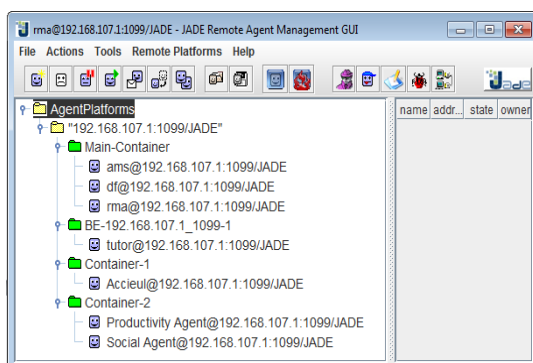 rma@192.168.107.1:1099/JADE - JADE Remote Agent Management GUI
File Actions Tools Remote Platforms Help
Jade
AgentPlatforms
name addr... state owner
"192.168.107.1:1099/JADE"
Main-Container
ams@192.168.107.1:1099/JADE
df@192.168.107.1:1099/JADE
rma@192.168.107.1:1099/JADE
BE-192.168.107.1_1099-1
tutor@192.168.107.1:1099/JADE
Container-1
Accieul@192.168.107.1:1099/JADE
Container-2
Productivity Agent@192.168.107.1:1099/JADE
Social Agent@192.168.107.1:1099/JADE